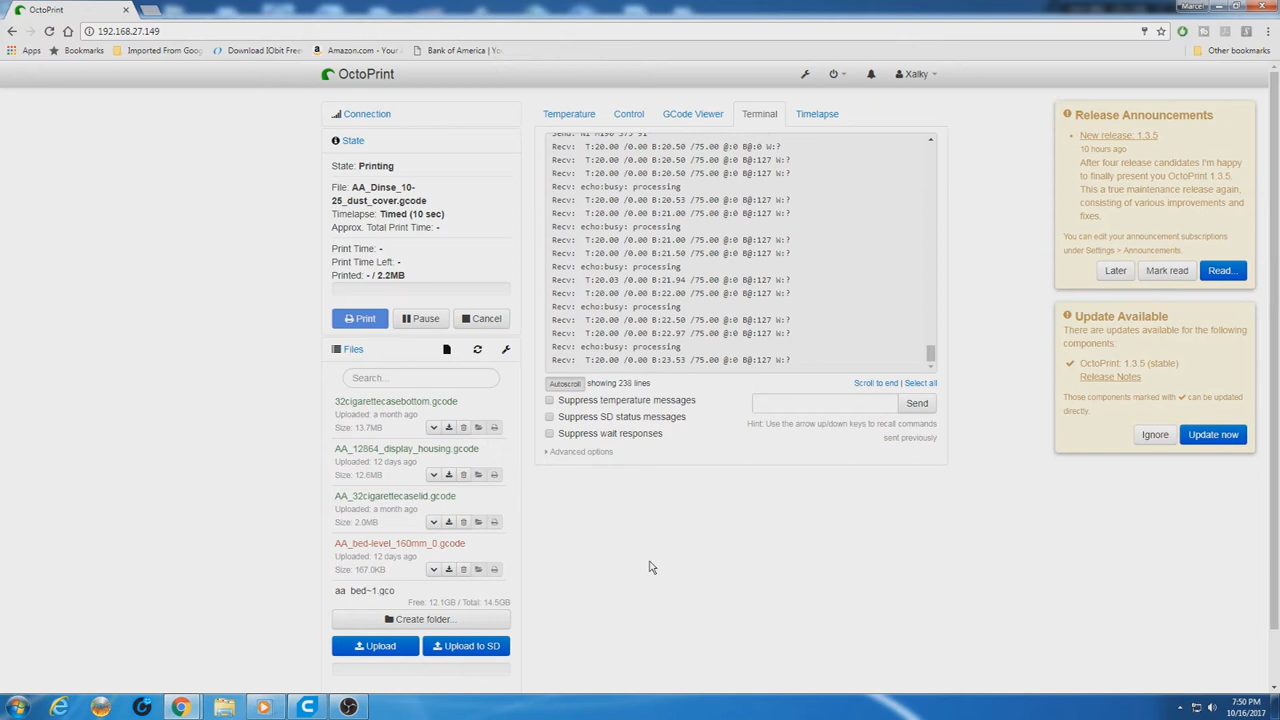 OctoPrint
Marcel
192.168.27.149
Apps
Bookmarks
Imported From Goog
Download IObit Free
Amazon.com - Your
Bank of America | Yo
Other bookmarks
OctoPrint
Xalky
Connection
State
State: Printing
File: AA_Dinse_10-
25_dust_cover.gcode
Timelapse: Timed (10 sec)
Approx. Total Print Time: -
Print Time: -
Print Time Left: -
Printed: - / 2.2MB
Print
Pause
Cancel
Files
Search...
32cigarettecasebottom.gcode
Uploaded: a month ago
Size: 13.7MB
AA_12864_display_housing.gcode
Uploaded: 12 days ago
Size: 12.6MB
AA_32cigarettecaselid.gcode
Uploaded: a month ago
Size: 2.0MB
AA_bed-level_160mm_0.gcode
Uploaded: 12 days ago
Size: 167.0KB
aa_bed~1.gco
Free: 12.1GB / Total: 14.5GB
Create folder...
Upload
Upload to SD
Temperature
Control
GCode Viewer
Terminal
Timelapse
Send: N1 M190 S75*91
Recv: T:20.00 /0.00 B:20.50 /75.00 @:0 B@:0 W:?
Recv: T:20.00 /0.00 B:20.50 /75.00 @:0 B@:127 W:?
Recv: T:20.00 /0.00 B:20.50 /75.00 @:0 B@:127 W:?
Recv: echo:busy: processing
Recv: T:20.00 /0.00 B:20.53 /75.00 @:0 B@:127 W:?
Recv: T:20.00 /0.00 B:21.00 /75.00 @:0 B@:127 W:?
Recv: echo:busy: processing
Recv: T:20.00 /0.00 B:21.00 /75.00 @:0 B@:127 W:?
Recv: T:20.00 /0.00 B:21.50 /75.00 @:0 B@:127 W:?
Recv: echo:busy: processing
Recv: T:20.03 /0.00 B:21.94 /75.00 @:0 B@:127 W:?
Recv: T:20.00 /0.00 B:22.00 /75.00 @:0 B@:127 W:?
Recv: echo:busy: processing
Recv: T:20.00 /0.00 B:22.50 /75.00 @:0 B@:127 W:?
Recv: T:20.00 /0.00 B:22.97 /75.00 @:0 B@:127 W:?
Recv: echo:busy: processing
Recv: T:20.00 /0.00 B:23.53 /75.00 @:0 B@:127 W:?
Autoscroll
showing 238 lines
Scroll to end | Select all
Suppress temperature messages
Suppress SD status messages
Suppress wait responses
Advanced options
Send
Hint: Use the arrow up/down keys to recall commands
sent previously
Release Announcements
New release: 1.3.5
10 hours ago
After four release candidates I'm happy
to finally present you OctoPrint 1.3.5.
This a true maintenance release again,
consisting of various improvements and
fixes.
You can edit your announcement subscriptions
under Settings > Announcements.
Later
Mark read
Read...
Update Available
There are updates available for the following
components:
OctoPrint: 1.3.5 (stable)
Release Notes
Those components marked with ✔ can be updated
directly.
Ignore
Update now
7:50 PM
10/16/2017